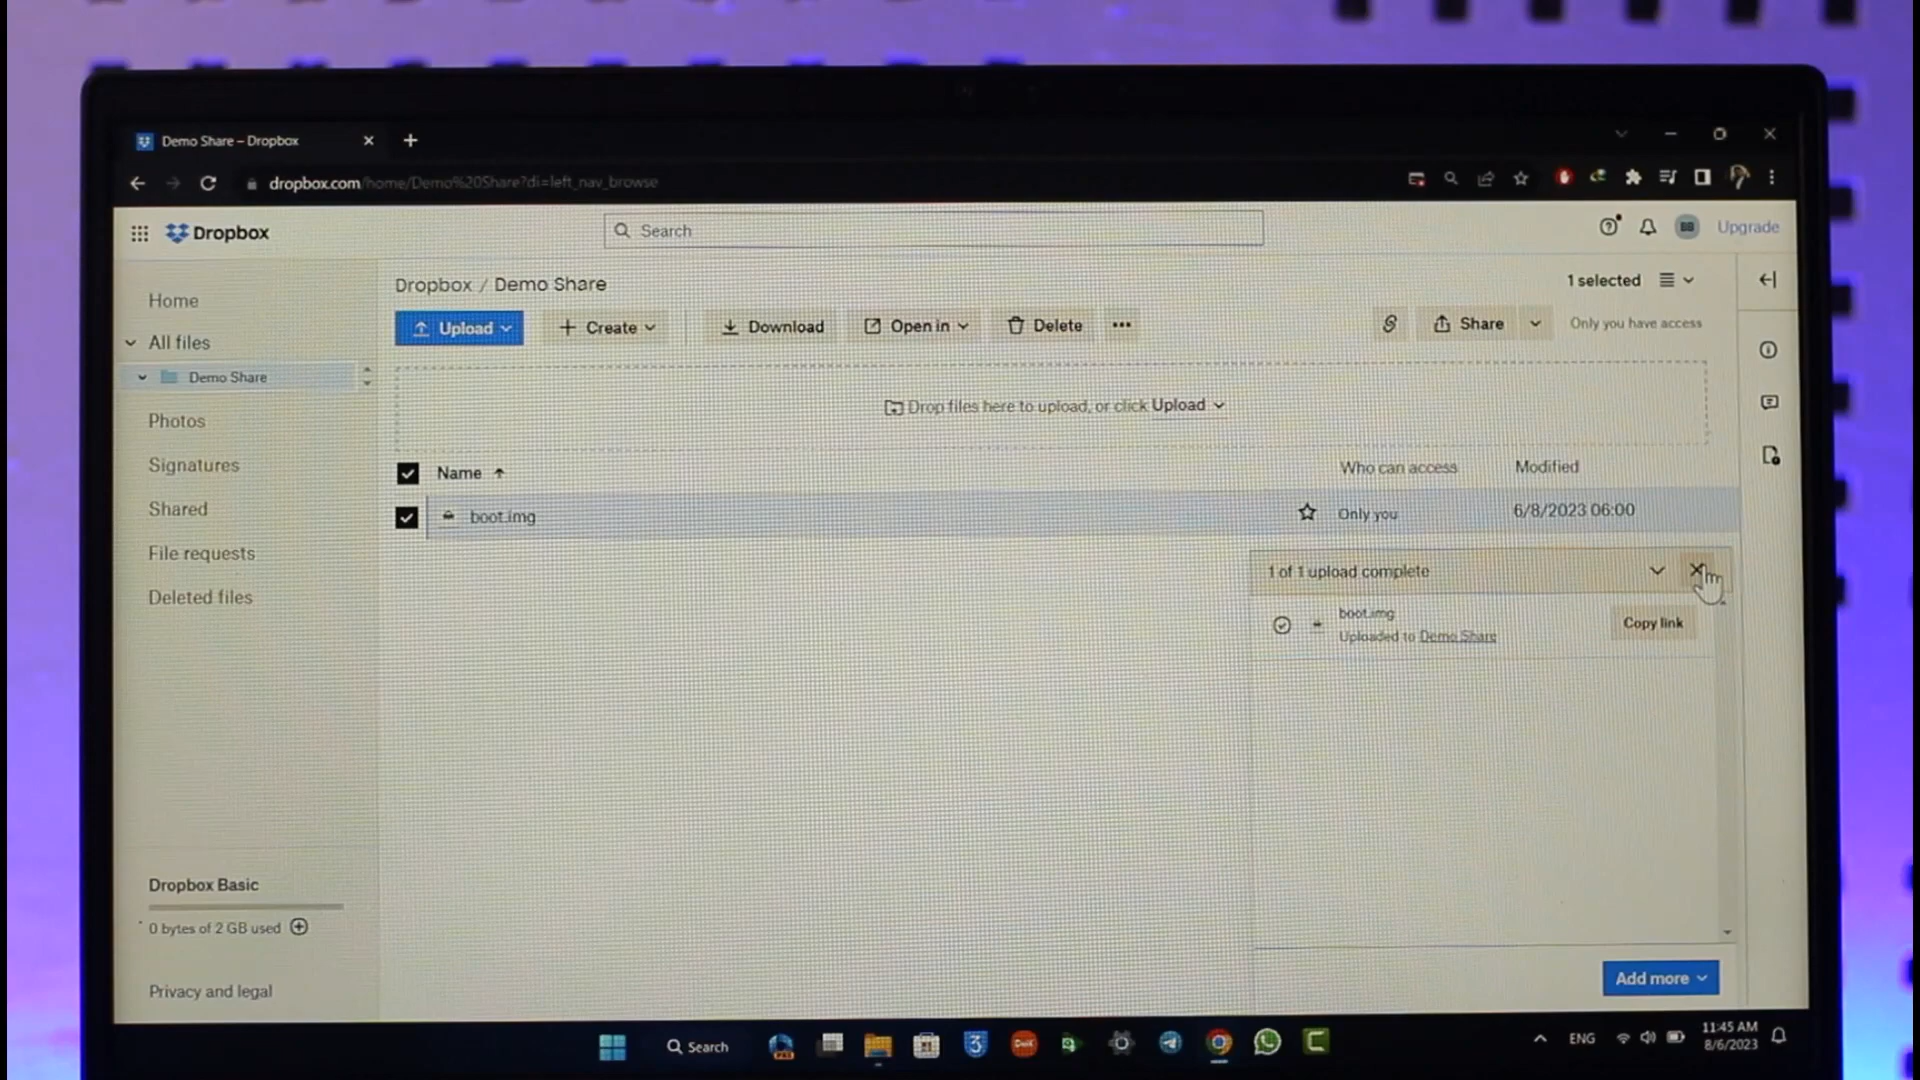 Demo Share – Dropbox
dropbox.com/home/Demo%20Share?di=left_nav_browse
Dropbox
Search
BB
Upgrade
Dropbox / Demo Share
1 selected
Home
All files
Demo Share
Photos
Signatures
Shared
File requests
Deleted files
Upload
Create
Download
Open in
Delete
Share
Only you have access
Drop files here to upload, or click Upload
Name
Who can access
Modified
boot.img
Only you
6/8/2023 06:00
1 of 1 upload complete
boot.img
Uploaded to Demo Share
Copy link
Dropbox Basic
0 bytes of 2 GB used
Privacy and legal
Add more
Search
ENG
11:45 AM
8/6/2023